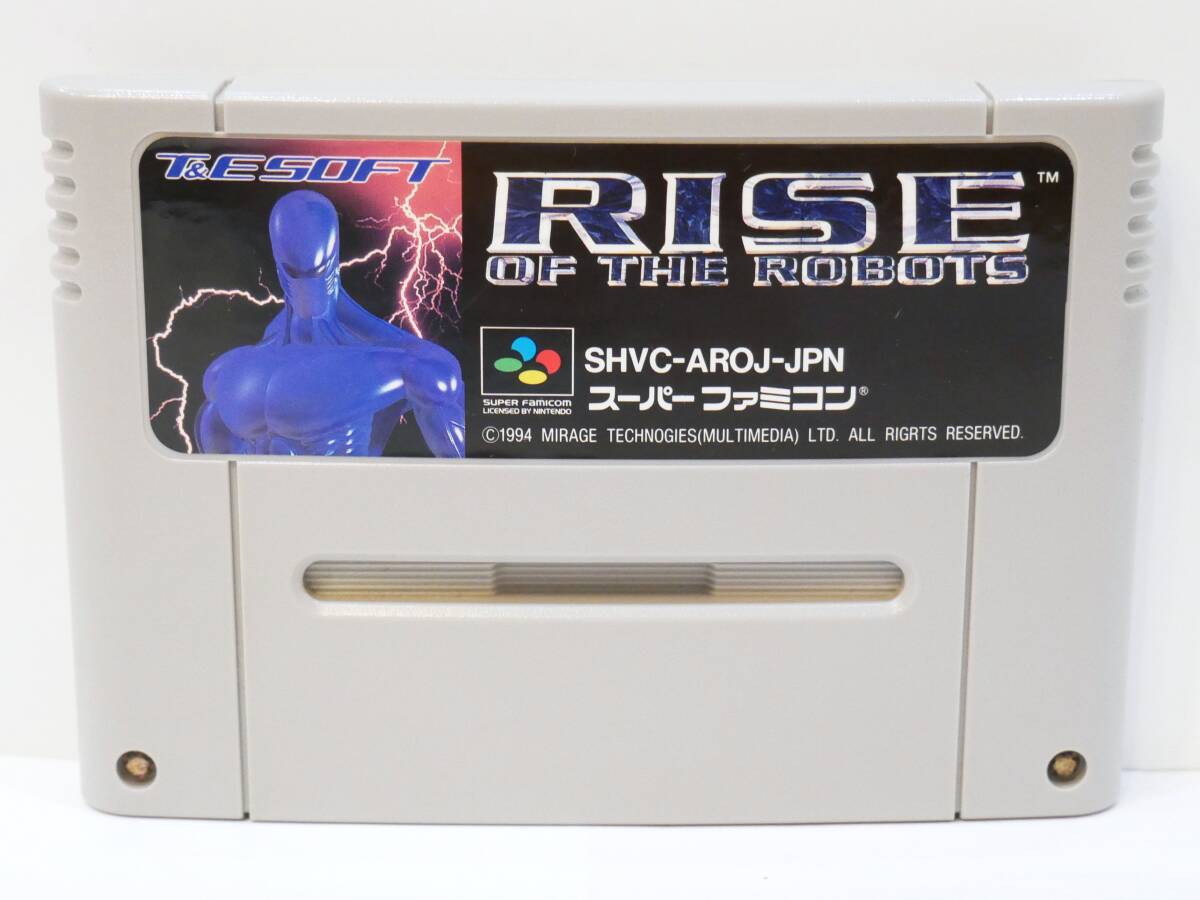 T&E SOFT
RISE™
OF THE ROBOTS
SHVC-AROJ-JPN
スーパーファミコン®
SUPER FAMICOM
LICENSED BY NINTENDO
©1994 MIRAGE TECHNOGIES(MULTIMEDIA) LTD. ALL RIGRTS RESERVED.